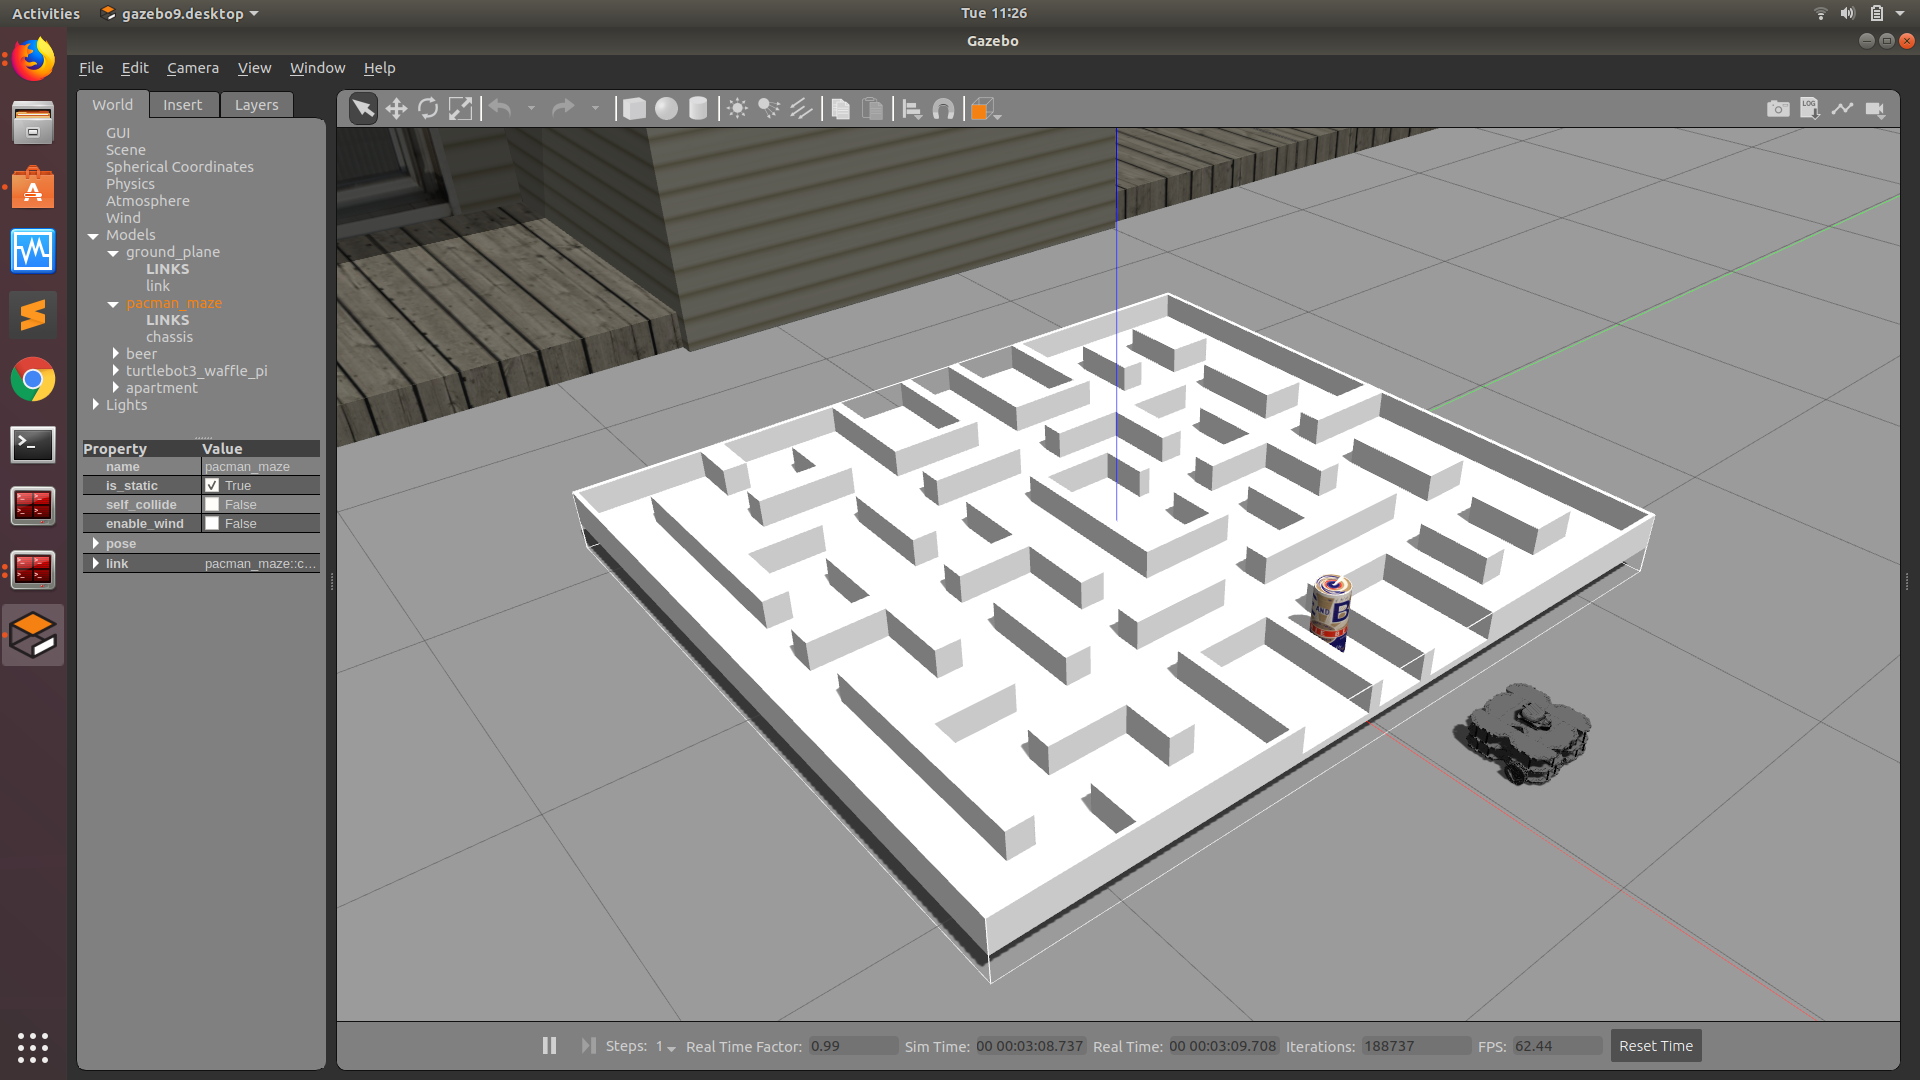 Activities
gazebo9.desktop
Tue 11:26
Gazebo
File Edit Camera View Window Help
World Insert Layers
LOG
GUI
Scene
Spherical Coordinates
Physics
Atmosphere
Wind
Models
ground_plane
LINKS
link
pacman_maze
LINKS
chassis
beer
turtlebot3_waffle_pi
apartment
Lights
Property Value
name pacman_maze
is_static True
self_collide False
enable_wind False
pose
link pacman_maze::c...
AND B
Steps: 1 Real Time Factor: 0.99 Sim Time: 00 00:03:08.737 Real Time: 00 00:03:09.708 Iterations: 188737 FPS: 62.44 Reset Time